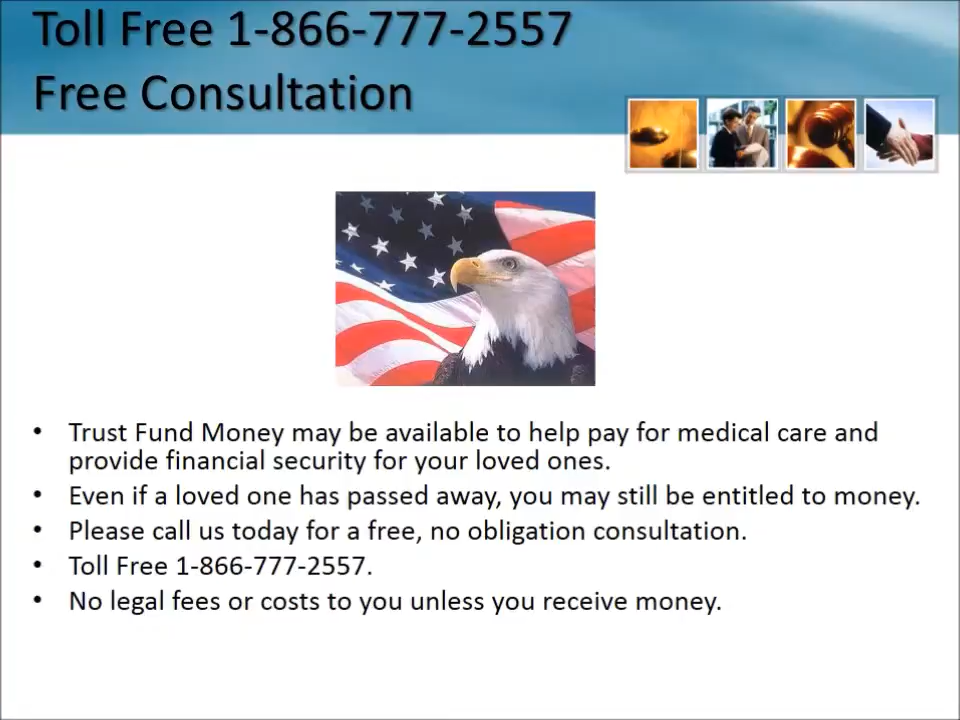 Toll Free 1-866-777-2557
Free Consultation
• Trust Fund Money may be available to help pay for medical care and
provide financial security for your loved ones.
• Even if a loved one has passed away, you may still be entitled to money.
• Please call us today for a free, no obligation consultation.
• Toll Free 1-866-777-2557.
• No legal fees or costs to you unless you receive money.